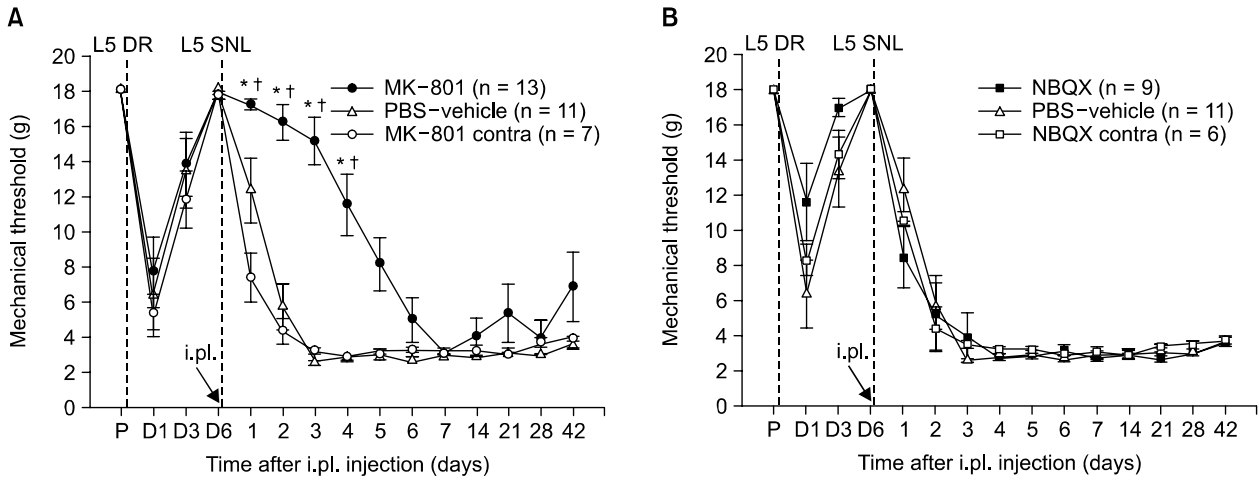 A
L5 DR
L5 SNL
MK−801 (n = 13)
PBS−vehicle (n = 11)
MK−801 contra (n = 7)
* †
* †
* †
* †
Mechanical threshold (g)
20
18
16
14
12
10
8
6
4
2
0
i.pl.
P D1 D3 D6 1 2 3 4 5 6 7 14 21 28 42
Time after i.pl. injection (days)
B
L5 DR
L5 SNL
NBQX (n = 9)
PBS−vehicle (n = 11)
NBQX contra (n = 6)
Mechanical threshold (g)
20
18
16
14
12
10
8
6
4
2
0
i.pl.
P D1 D3 D6 1 2 3 4 5 6 7 14 21 28 42
Time after i.pl. injection (days)